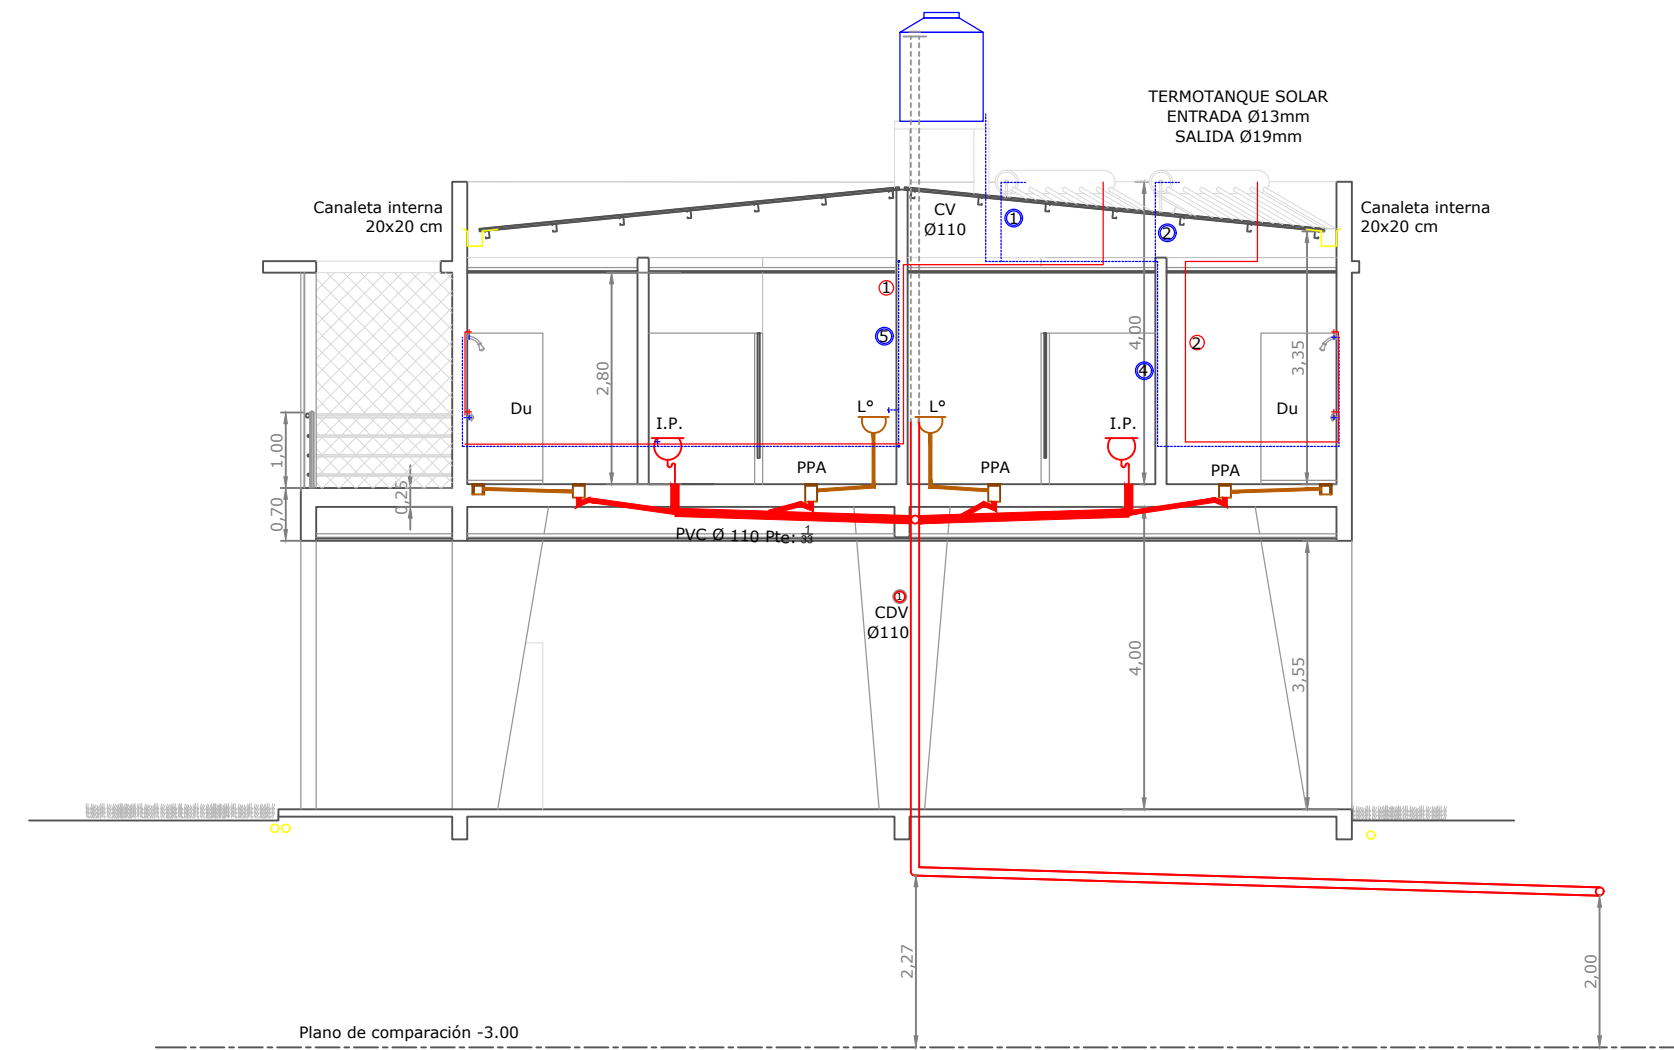 TERMOTANQUE SOLAR
ENTRADA Ø13mm
SALIDA Ø19mm
Canaleta interna
20x20 cm
CV
Ø110
Canaleta interna
20x20 cm
1
2
1
5
2
4
2,80
4,00
3,35
Du
L°
L°
Du
I.P.
I.P.
1,00
PPA
PPA
PPA
0,25
0,70
PVC Ø 110 Pte: 1/33
1
CDV
Ø110
4,00
3,55
2,27
2,00
Plano de comparación -3.00